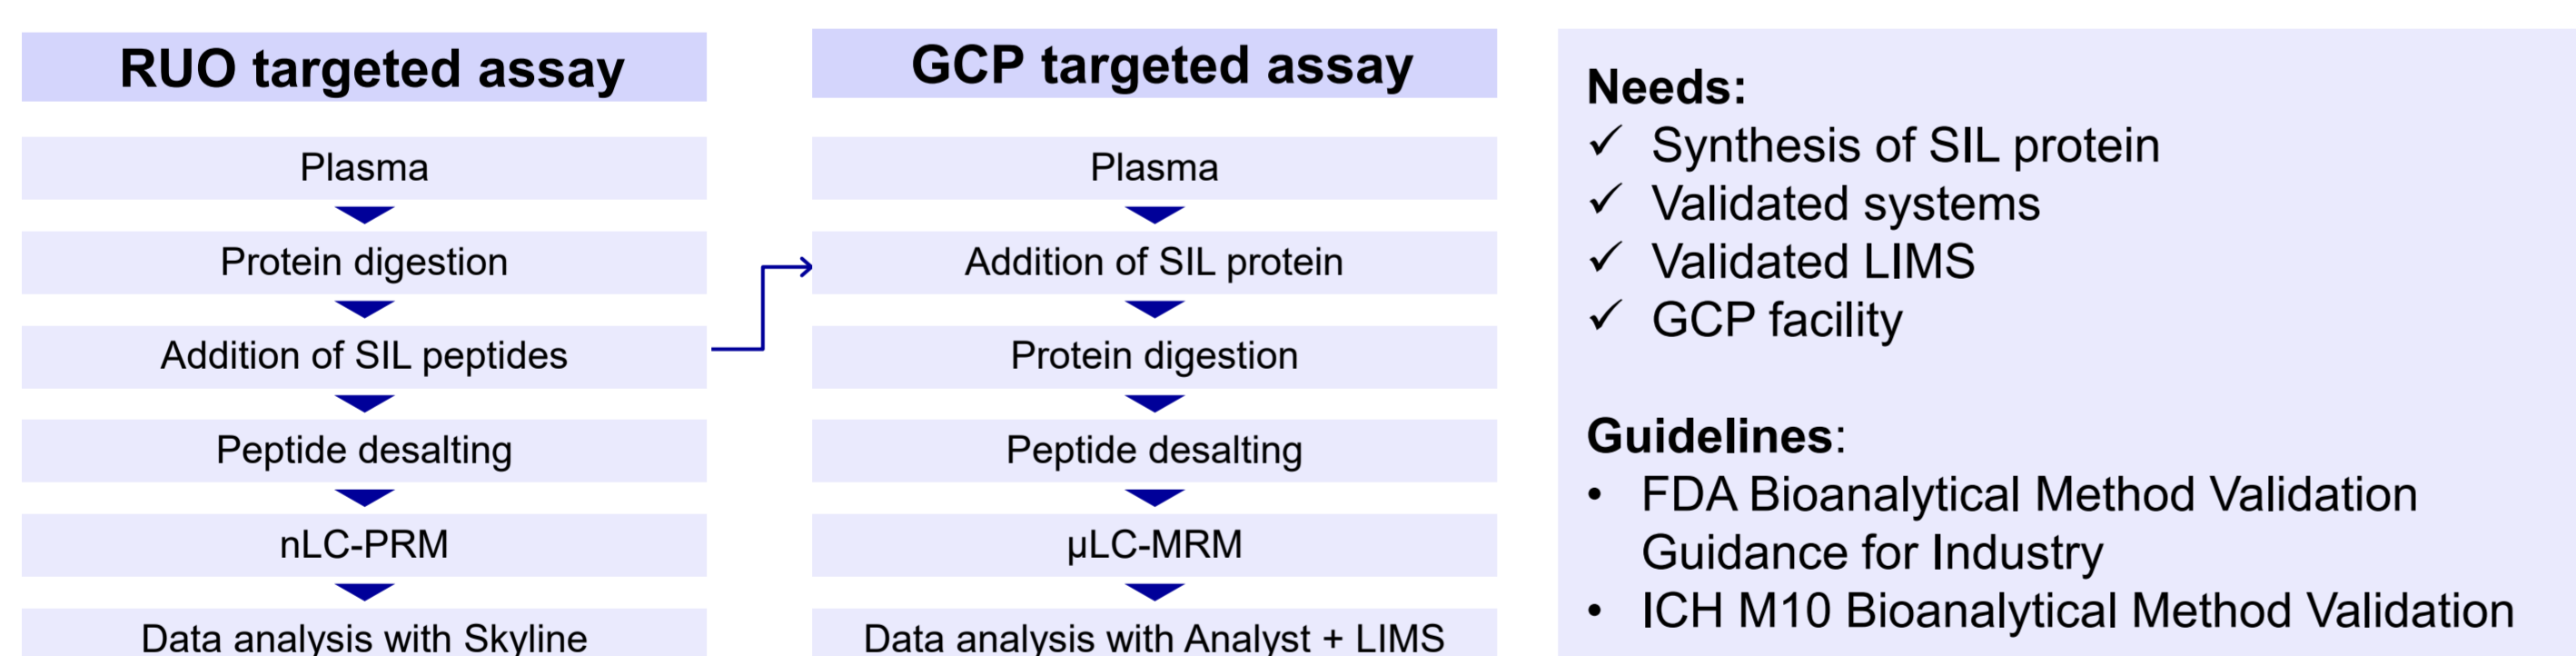 RUO targeted assay
Plasma
Protein digestion
Addition of SIL peptides
Peptide desalting
nLC-PRM
Data analysis with Skyline
GCP targeted assay
Plasma
Addition of SIL protein
Protein digestion
Peptide desalting
µLC-MRM
Data analysis with Analyst + LIMS
Needs:
✓ Synthesis of SIL protein
✓ Validated systems
✓ Validated LIMS
✓ GCP facility
Guidelines:
• FDA Bioanalytical Method Validation
Guidance for Industry
• ICH M10 Bioanalytical Method Validation